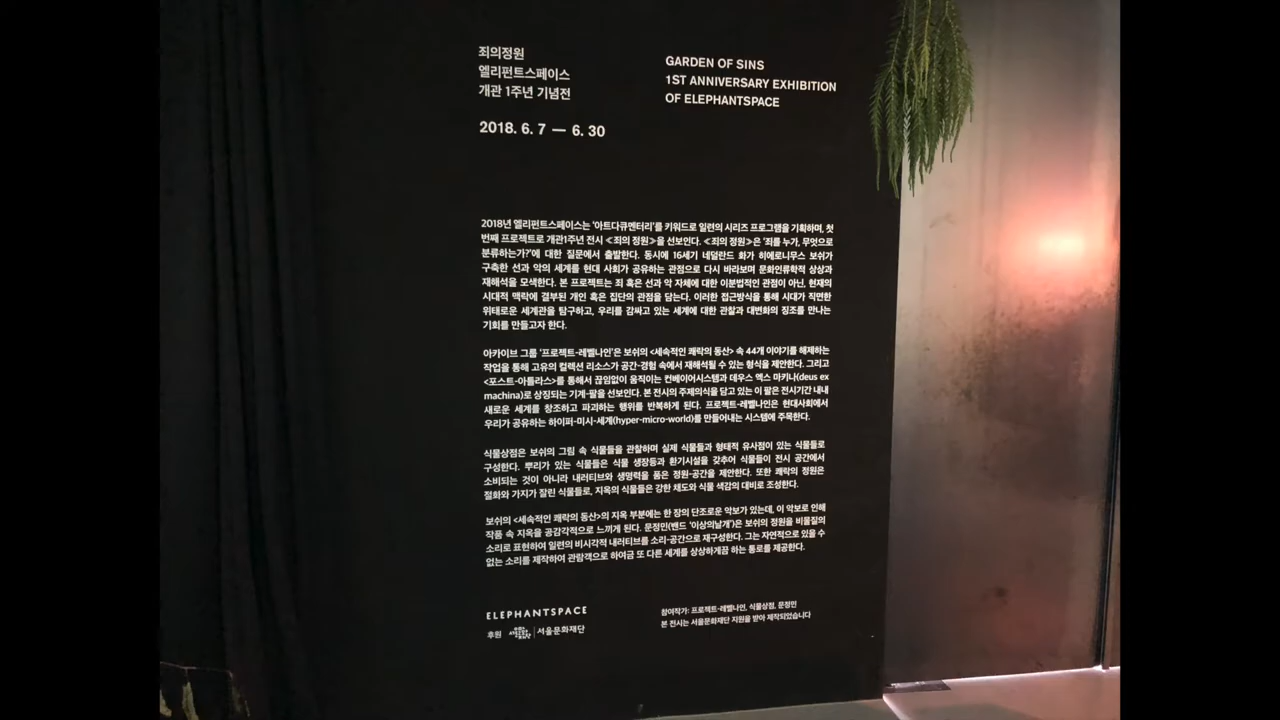 죄의정원
엘리펀트스페이스
개관 1주년 기념전
2018. 6. 7 — 6. 30
GARDEN OF SINS
1ST ANNIVERSARY EXHIBITION
OF ELEPHANTSPACE
2018년 엘리펀트스페이스는 '아트다큐멘터리'를 키워드로 일련의 시리즈 프로그램을 기획하며, 첫
번째 프로젝트로 개관1주년 전시 ≪죄의 정원≫을 선보인다. ≪죄의 정원≫은 '죄를 누가, 무엇으로
분류하는가?'에 대한 질문에서 출발한다. 동시에 16세기 네덜란드 화가 히에로니무스 보쉬가
구축한 선과 악의 세계를 현대 사회가 공유하는 관점으로 다시 바라보며 문화인류학적 상상과
재해석을 모색한다. 본 프로젝트는 죄 혹은 선과 악 자체에 대한 이분법적인 관점이 아닌, 현재의
시대적 맥락에 결부된 개인 혹은 집단의 관점을 담는다. 이러한 접근방식을 통해 시대가 직면한
위태로운 세계관을 탐구하고, 우리를 감싸고 있는 세계에 대한 관찰과 대변화의 징조를 만나는
기회를 만들고자 한다.
아카이브 그룹 '프로젝트-레벨나인'은 보쉬의 <세속적인 쾌락의 동산> 속 44개 이야기를 해제하는
작업을 통해 고유의 컬렉션 리소스가 공간-경험 속에서 재해석될 수 있는 형식을 제안한다. 그리고
<포스트-아틀라스>를 통해서 끊임없이 움직이는 컨베이어시스템과 데우스 엑스 마키나(deus ex
machina)로 상징되는 기계-팔을 선보인다. 본 전시의 주제의식을 담고 있는 이 팔은 전시기간 내내
새로운 세계를 창조하고 파괴하는 행위를 반복하게 된다. 프로젝트-레벨나인은 현대사회에서
우리가 공유하는 하이퍼-미시-세계(hyper-micro-world)를 만들어내는 시스템에 주목한다.
식물상점은 보쉬의 그림 속 식물들을 관찰하며 실제 식물들과 형태적 유사점이 있는 식물들로
구성한다. 뿌리가 있는 식물들은 식물 생장등과 환기시설을 갖추어 식물들이 전시 공간에서
소비되는 것이 아니라 내러티브와 생명력을 품은 정원-공간을 제안한다. 또한 쾌락의 정원은
절화와 가지가 잘린 식물들로, 지옥의 식물들은 강한 채도와 식물 색감의 대비로 조성한다.
보쉬의 <세속적인 쾌락의 동산>의 지옥 부분에는 한 장의 단조로운 악보가 있는데, 이 악보로 인해
작품 속 지옥을 공감각적으로 느끼게 된다. 문정민(밴드 '이상의날개')은 보쉬의 정원을 비물질의
소리로 표현하여 일련의 비시각적 내러티브를 소리-공간으로 재구성한다. 그는 자연적으로 있을 수
없는 소리를 제작하여 관람객으로 하여금 또 다른 세계를 상상하게끔 하는 통로를 제공한다.
ELEPHANTSPACE
후원 서울문화재단
참여작가: 프로젝트-레벨나인, 식물상점, 문정민
본 전시는 서울문화재단 지원을 받아 제작되었습니다